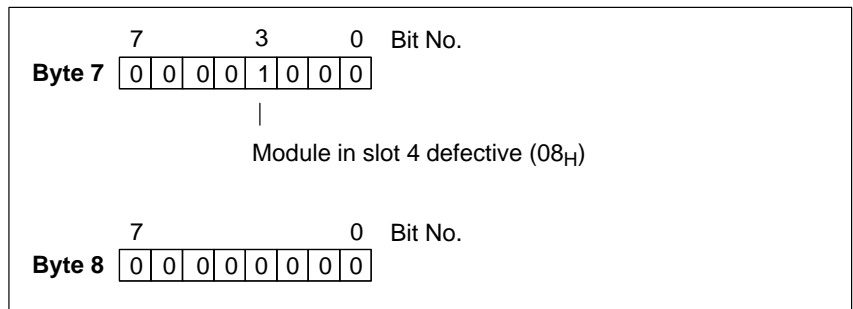 7 3 0 Bit No.
Byte 7 0 0 0 0 1 0 0 0
Module in slot 4 defective (08H)
7 0 Bit No.
Byte 8 0 0 0 0 0 0 0 0